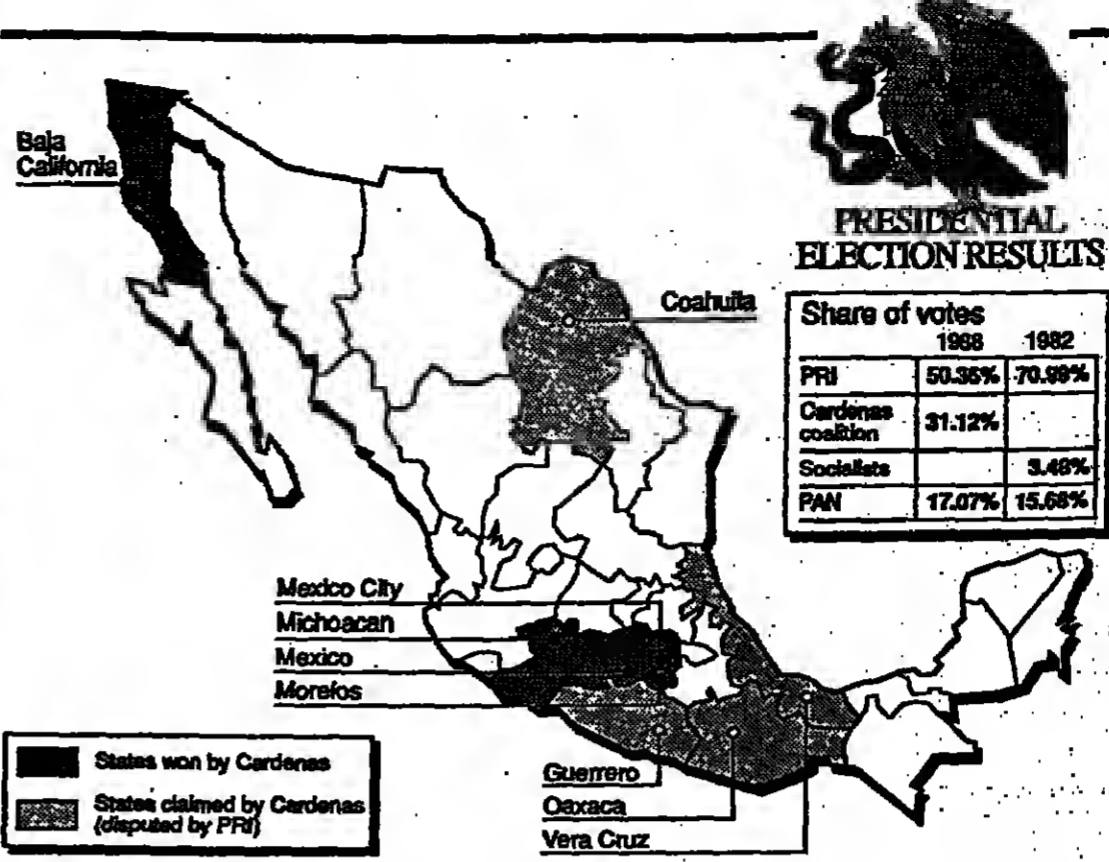 PRESIDENTIAL
ELECTION RESULTS
Share of votes
1988 1982
PRI 50.36% 70.99%
Cardenas
coalition 31.12%
Socialists 3.48%
PAN 17.07% 15.68%
Baja
California
Coahuila
Mexico City
Michoacan
Mexico
Morelos
Guerrero
Oaxaca
Vera Cruz
States won by Cardenas
States claimed by Cardenas
(disputed by PRI)